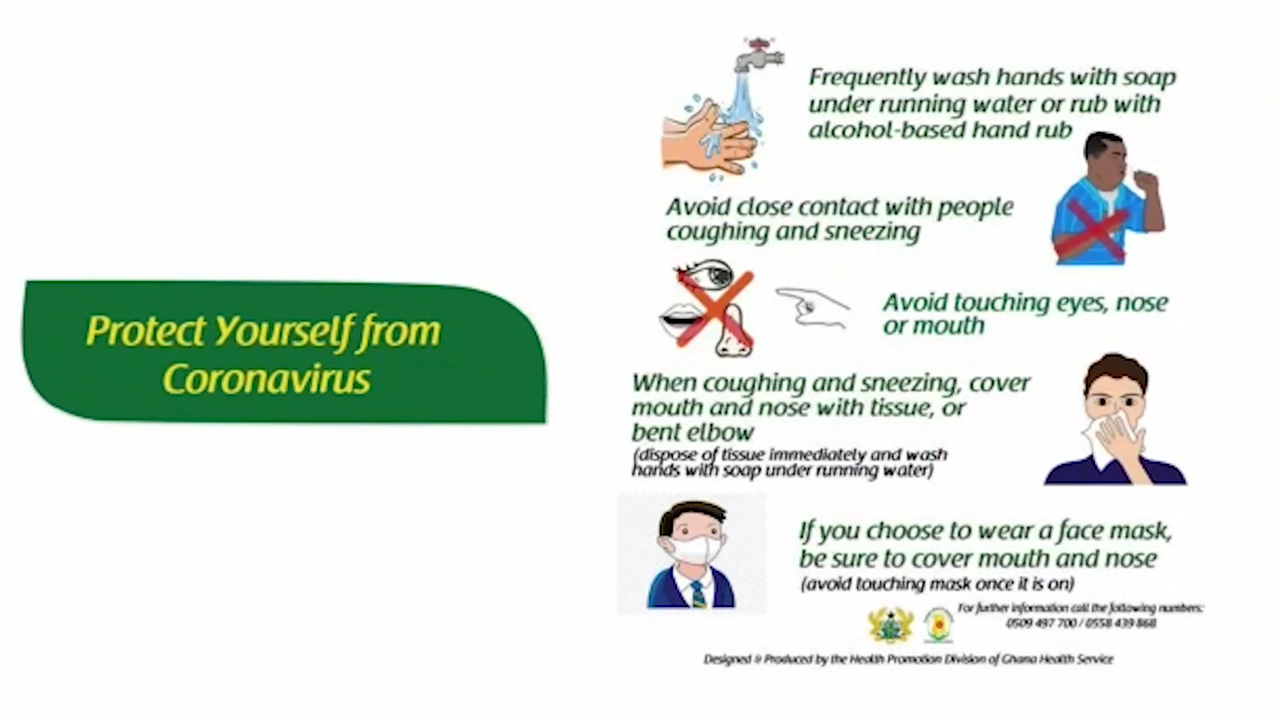 Protect Yourself from
Coronavirus
Frequently wash hands with soap
under running water or rub with
alcohol-based hand rub
Avoid close contact with people
coughing and sneezing
Avoid touching eyes, nose
or mouth
When coughing and sneezing, cover
mouth and nose with tissue, or
bent elbow
(dispose of tissue immediately and wash
hands with soap under running water)
If you choose to wear a face mask,
be sure to cover mouth and nose
(avoid touching mask once it is on)
For further information call the following numbers:
0509 497 700 / 0558 439 868
Designed & Produced by the Health Promotion Division of Ghana Health Service